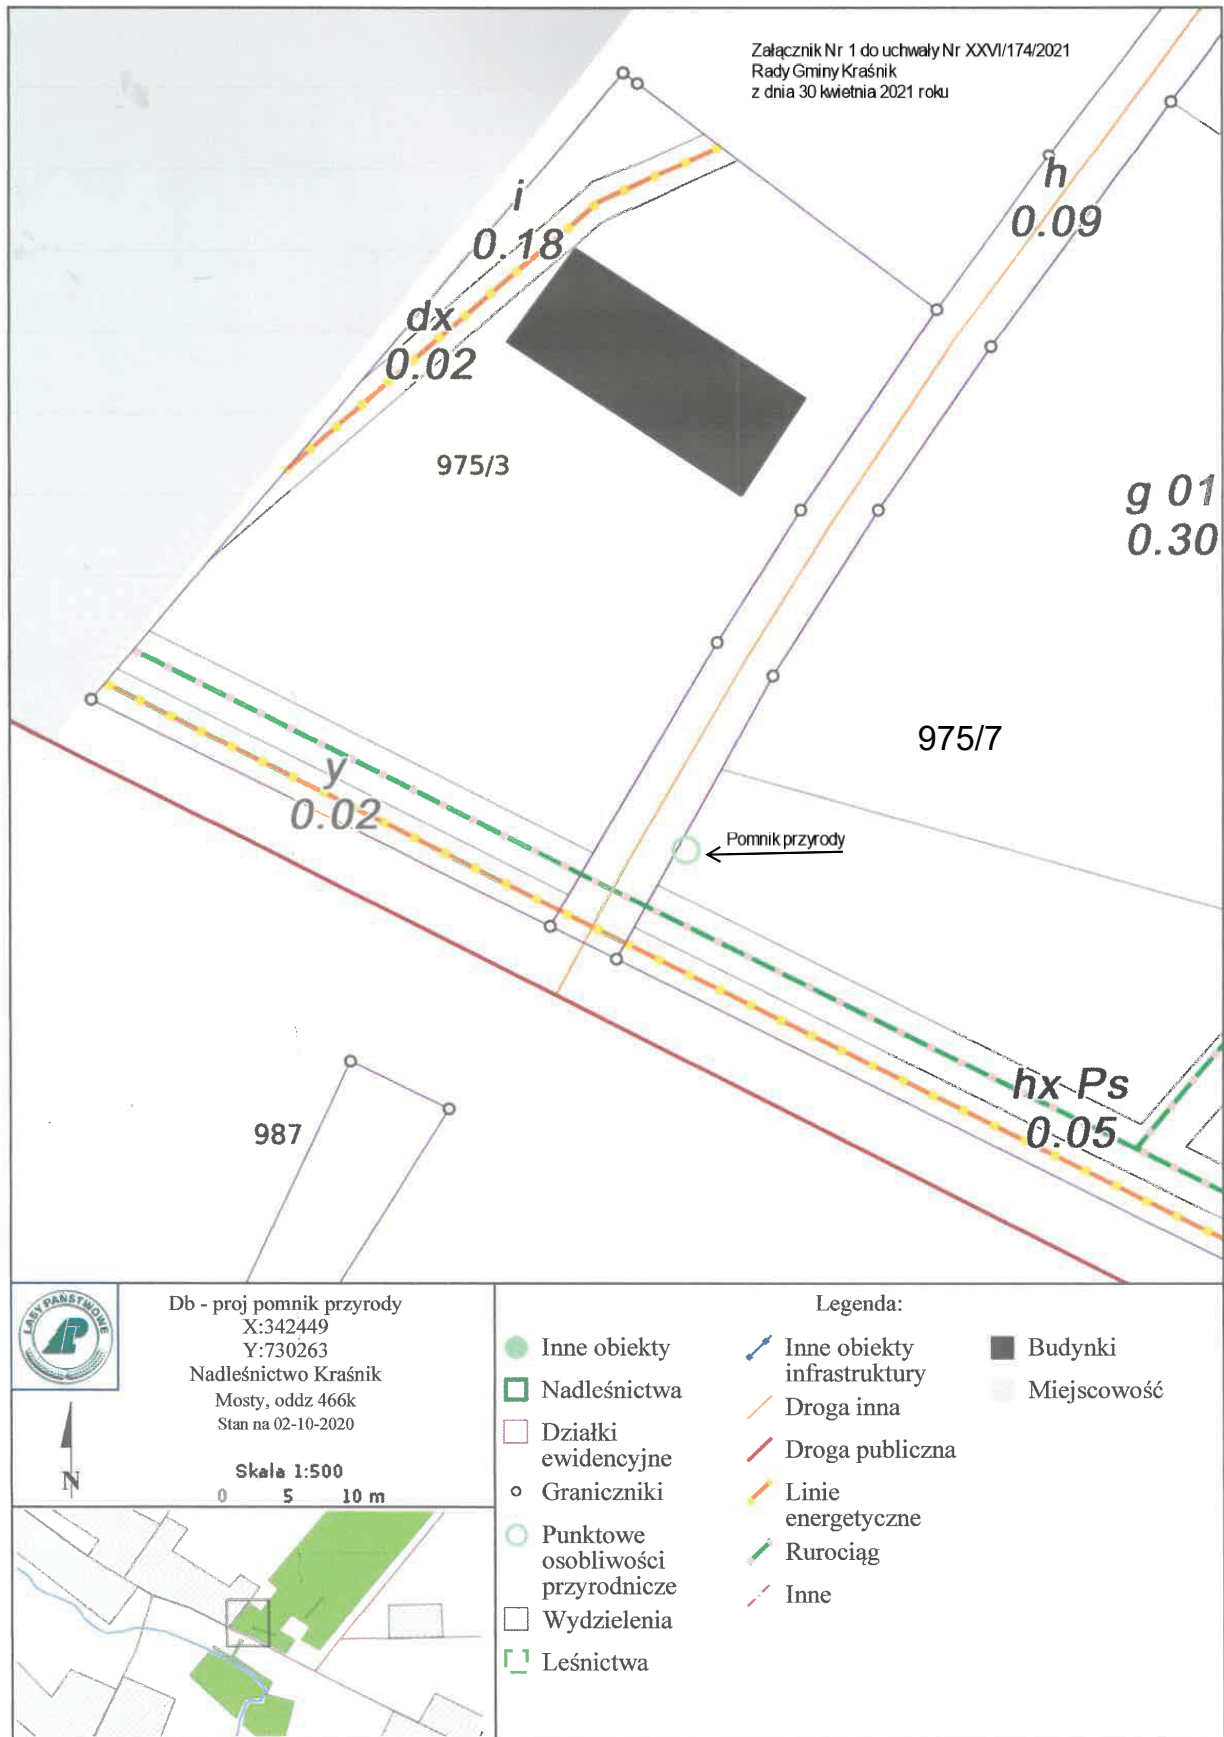 Załącznik Nr 1 do uchwały Nr XXVI/174/2021
Rady Gminy Kraśnik
z dnia 30 kwietnia 2021 roku
h
0.09
i
0.18
dx
0.02
975/3
g 01
0.30
975/7
y
0.02
Pomnik przyrody
hx Ps
0.05
987
LASY PAŃSTWOWE
Db - proj pomnik przyrody
X:342449
Y:730263
Nadleśnictwo Kraśnik
Mosty, oddz 466k
Stan na 02-10-2020
N
Skala 1:500
0 5 10 m
Legenda:
Inne obiekty
Nadleśnictwa
Działki
ewidencyjne
Graniczniki
Punktowe
osobliwości
przyrodnicze
Wydzielenia
Leśnictwa
Inne obiekty
infrastruktury
Droga inna
Droga publiczna
Linie
energetyczne
Rurociąg
Inne
Budynki
Miejscowość